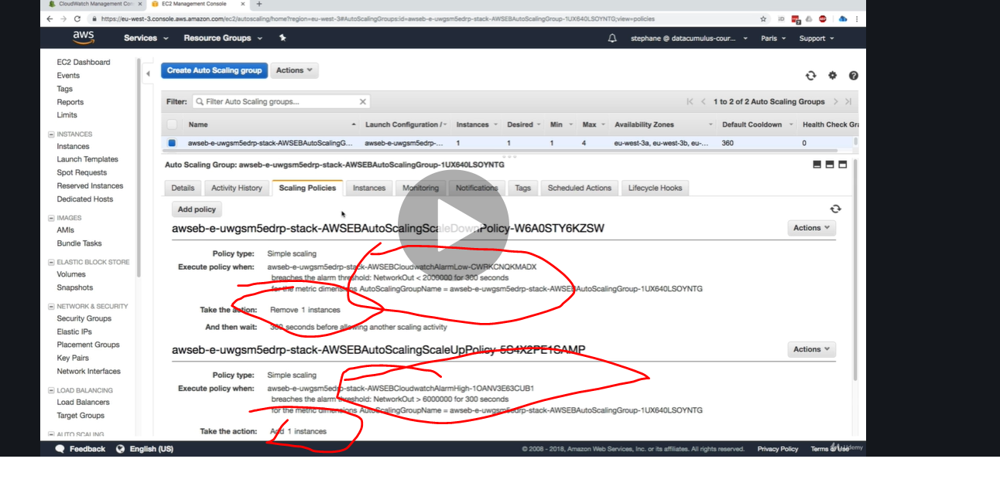 CloudWatch Management Con
EC2 Management Console
https://eu-west-3.console.aws.amazon.com/ec2/autoscaling/home?region=eu-west-3#AutoScalingGroups:id=awseb-e-uwgsm5edrp-stack-AWSEBAutoScalingGroup-1UX640LSOYNTG;view=policies
aws Services Resource Groups stephane @ datacumulus-cour... Paris Support
EC2 Dashboard
Events
Tags
Reports
Limits
INSTANCES
Instances
Launch Templates
Spot Requests
Reserved Instances
Dedicated Hosts
IMAGES
AMIs
Bundle Tasks
ELASTIC BLOCK STORE
Volumes
Snapshots
NETWORK & SECURITY
Security Groups
Elastic IPs
Placement Groups
Key Pairs
Network Interfaces
LOAD BALANCING
Load Balancers
Target Groups
AUTO SCALING
Create Auto Scaling group Actions
Filter: Filter Auto Scaling groups... 1 to 2 of 2 Auto Scaling Groups
Name Launch Configuration / Instances Desired Min Max Availability Zones Default Cooldown Health Check Gra
awseb-e-uwgsm5edrp-stack-AWSEBAutoScalingG... awseb-e-uwgsm5edrp-... 1 1 1 4 eu-west-3a, eu-west-3b, eu-... 360 0
Auto Scaling Group: awseb-e-uwgsm5edrp-stack-AWSEBAutoScalingGroup-1UX640LSOYNTG
Details Activity History Scaling Policies Instances Monitoring Notifications Tags Scheduled Actions Lifecycle Hooks
Add policy
awseb-e-uwgsm5edrp-stack-AWSEBAutoScalingScaleDownPolicy-W6A0STY6KZSW Actions
Policy type: Simple scaling
Execute policy when: awseb-e-uwgsm5edrp-stack-AWSEBCloudwatchAlarmLow-CWRKCNQKMADX
breaches the alarm threshold: NetworkOut < 2000000 for 300 seconds
for the metric dimensions AutoScalingGroupName = awseb-e-uwgsm5edrp-stack-AWSEBAutoScalingGroup-1UX640LSOYNTG
Take the action: Remove 1 instances
And then wait: 360 seconds before allowing another scaling activity
awseb-e-uwgsm5edrp-stack-AWSEBAutoScalingScaleUpPolicy-5S4X2PE1SAMP Actions
Policy type: Simple scaling
Execute policy when: awseb-e-uwgsm5edrp-stack-AWSEBCloudwatchAlarmHigh-1OANV3E63CUB1
breaches the alarm threshold: NetworkOut > 6000000 for 300 seconds
for the metric dimensions AutoScalingGroupName = awseb-e-uwgsm5edrp-stack-AWSEBAutoScalingGroup-1UX640LSOYNTG
Take the action: Add 1 instances
Feedback English (US) © 2008 - 2018, Amazon Web Services, Inc. or its affiliates. All rights reserved. Privacy Policy Terms of Use